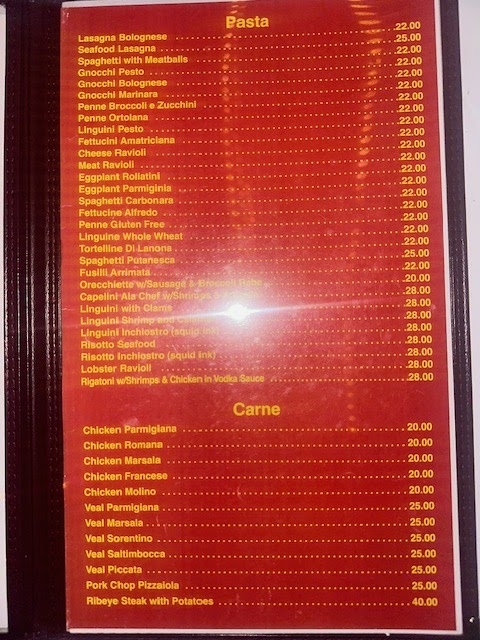 Pasta
Lasagna Bolognese 22.00
Seafood Lasagna 25.00
Spaghetti with Meatballs 22.00
Gnocchi Pesto 22.00
Gnocchi Bolognese 22.00
Gnocchi Marinara 22.00
Penne Broccoli e Zucchini 22.00
Penne Ortolana 22.00
Linguini Pesto 22.00
Fettucini Amatriciana 22.00
Cheese Ravioli 22.00
Meat Ravioli 22.00
Eggplant Rollatini 22.00
Eggplant Parmiginia 22.00
Spaghetti Carbonara 22.00
Fettucine Alfredo 22.00
Penne Gluten Free 22.00
Linguine Whole Wheat 22.00
Tortelline Di Lanona 22.00
Spaghetti Putanesca 25.00
Fusilli Arrimata 22.00
Orecchiette w/Sausage & Broccoli Rabe 20.00
Capelini Ala Chef w/Shrimps & 28.00
Linguini with Clams 28.00
Linguini Shrimp and 28.00
Linguini Inchiostro (squid ink) 28.00
Risotto Seafood 28.00
Risotto Inchiostro (squid ink) 28.00
Lobster Ravioli 28.00
Rigatoni w/Shrimps & Chicken in Vodka Sauce 28.00
Carne
Chicken Parmigiana 20.00
Chicken Romana 20.00
Chicken Marsala 20.00
Chicken Francese 20.00
Chicken Molino 20.00
Veal Parmigiana 25.00
Veal Marsala 25.00
Veal Sorentino 25.00
Veal Saltimbocca 25.00
Veal Piccata 25.00
Pork Chop Pizzaiola 25.00
Ribeye Steak with Potatoes 40.00